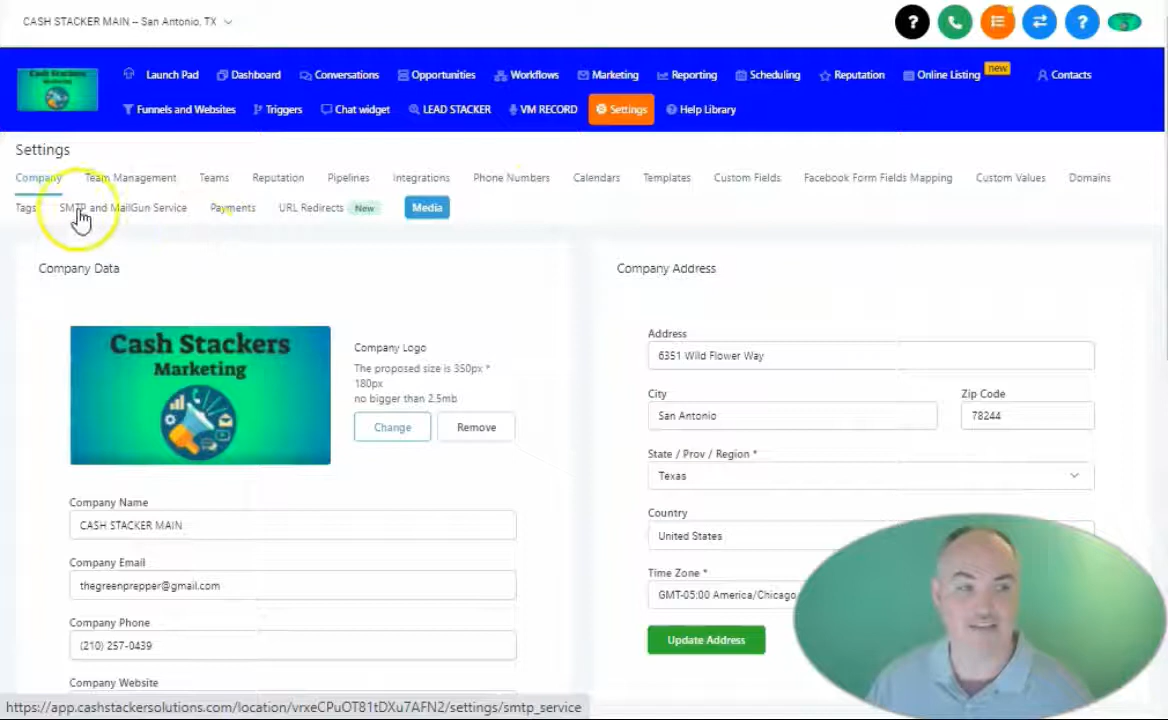 CASH STACKER MAIN -- San Antonio, TX
Launch Pad Dashboard Conversations Opportunities Workflows Marketing Reporting Scheduling Reputation Online Listing new Contacts
Funnels and Websites Triggers Chat widget LEAD STACKER VM RECORD Settings Help Library
Settings
Company Team Management Teams Reputation Pipelines Integrations Phone Numbers Calendars Templates Custom Fields Facebook Form Fields Mapping Custom Values Domains
Tags SMTP and MailGun Service Payments URL Redirects New Media
Company Data
Cash Stackers
Marketing
Company Logo
The proposed size is 350px *
180px
no bigger than 2.5mb
Change Remove
Company Name
CASH STACKER MAIN
Company Email
thegreenprepper@gmail.com
Company Phone
(210) 257-0439
Company Website
Company Address
Address
6351 Wild Flower Way
City Zip Code
San Antonio 78244
State / Prov / Region *
Texas
Country
United States
Time Zone *
GMT-05:00 America/Chicago
Update Address
https://app.cashstackersolutions.com/location/vrxeCPuOT81tDXu7AFN2/settings/smtp_service